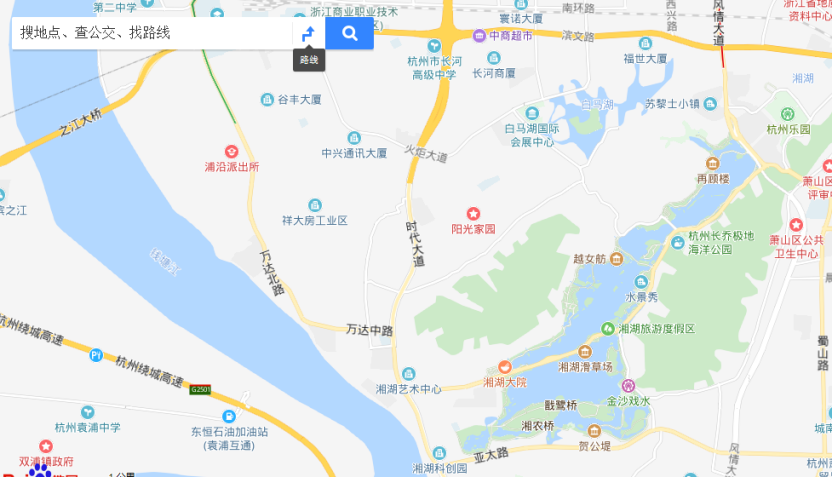 第二中学
浙江商业职业技术
(滨江校区)
寰诺大厦
南环路
西兴路
风情大道
浙江省地质
资料中心
搜地点、查公交、找路线
路线
中商超市
滨文路
杭州市长河
高级中学
长河商厦
福世大厦
湘湖
谷丰大厦
之江大桥
白马湖
苏黎士小镇
白马湖国际
会展中心
杭州乐园
中兴通讯大厦
火炬大道
浦沿派出所
再顾楼
萧山区
评审中
滨之江
祥大房工业区
阳光家园
时代大道
杭州长乔极地
海洋公园
萧山区公共
卫生中心
钱塘江
万达北路
越女舫
水景秀
杭州绕城高速
万达中路
湘湖旅游度假区
蜀山路
杭州绕城高速
G2501
湘湖滑草场
湘湖大院
湘湖艺术中心
金沙戏水
戢鹭桥
杭州袁浦中学
东恒石油加油站
(袁浦互通)
湘农桥
贺公堤
城南
双浦镇政府
亚太路
湘湖科创园
风情大道
杭州
1公里